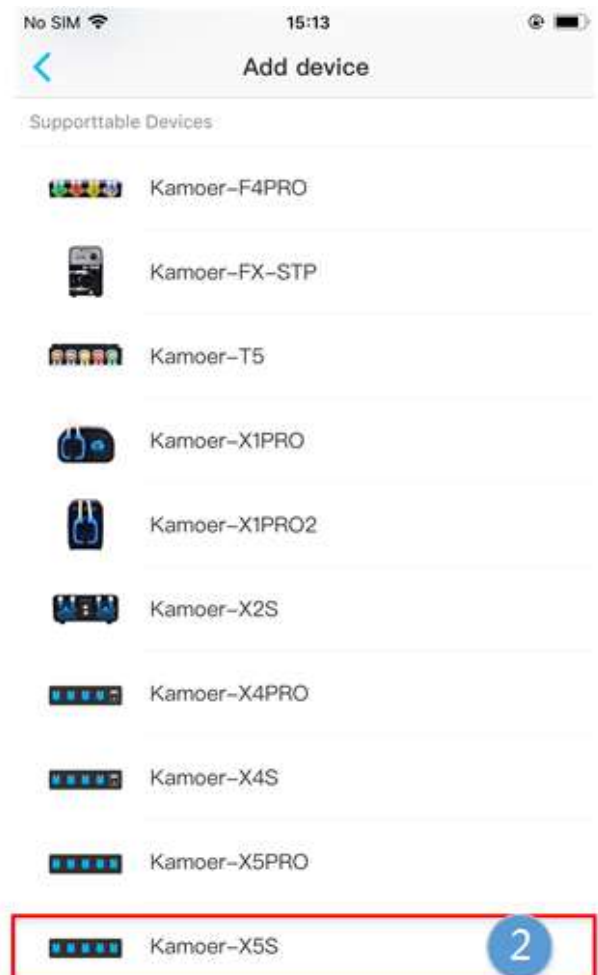 No SIM 15:13
Add device
Supporttable Devices
Kamoer-F4PRO
Kamoer-FX-STP
Kamoer-T5
Kamoer-X1PRO
Kamoer-X1PRO2
Kamoer-X2S
Kamoer-X4PRO
Kamoer-X4S
Kamoer-X5PRO
Kamoer-X5S 2